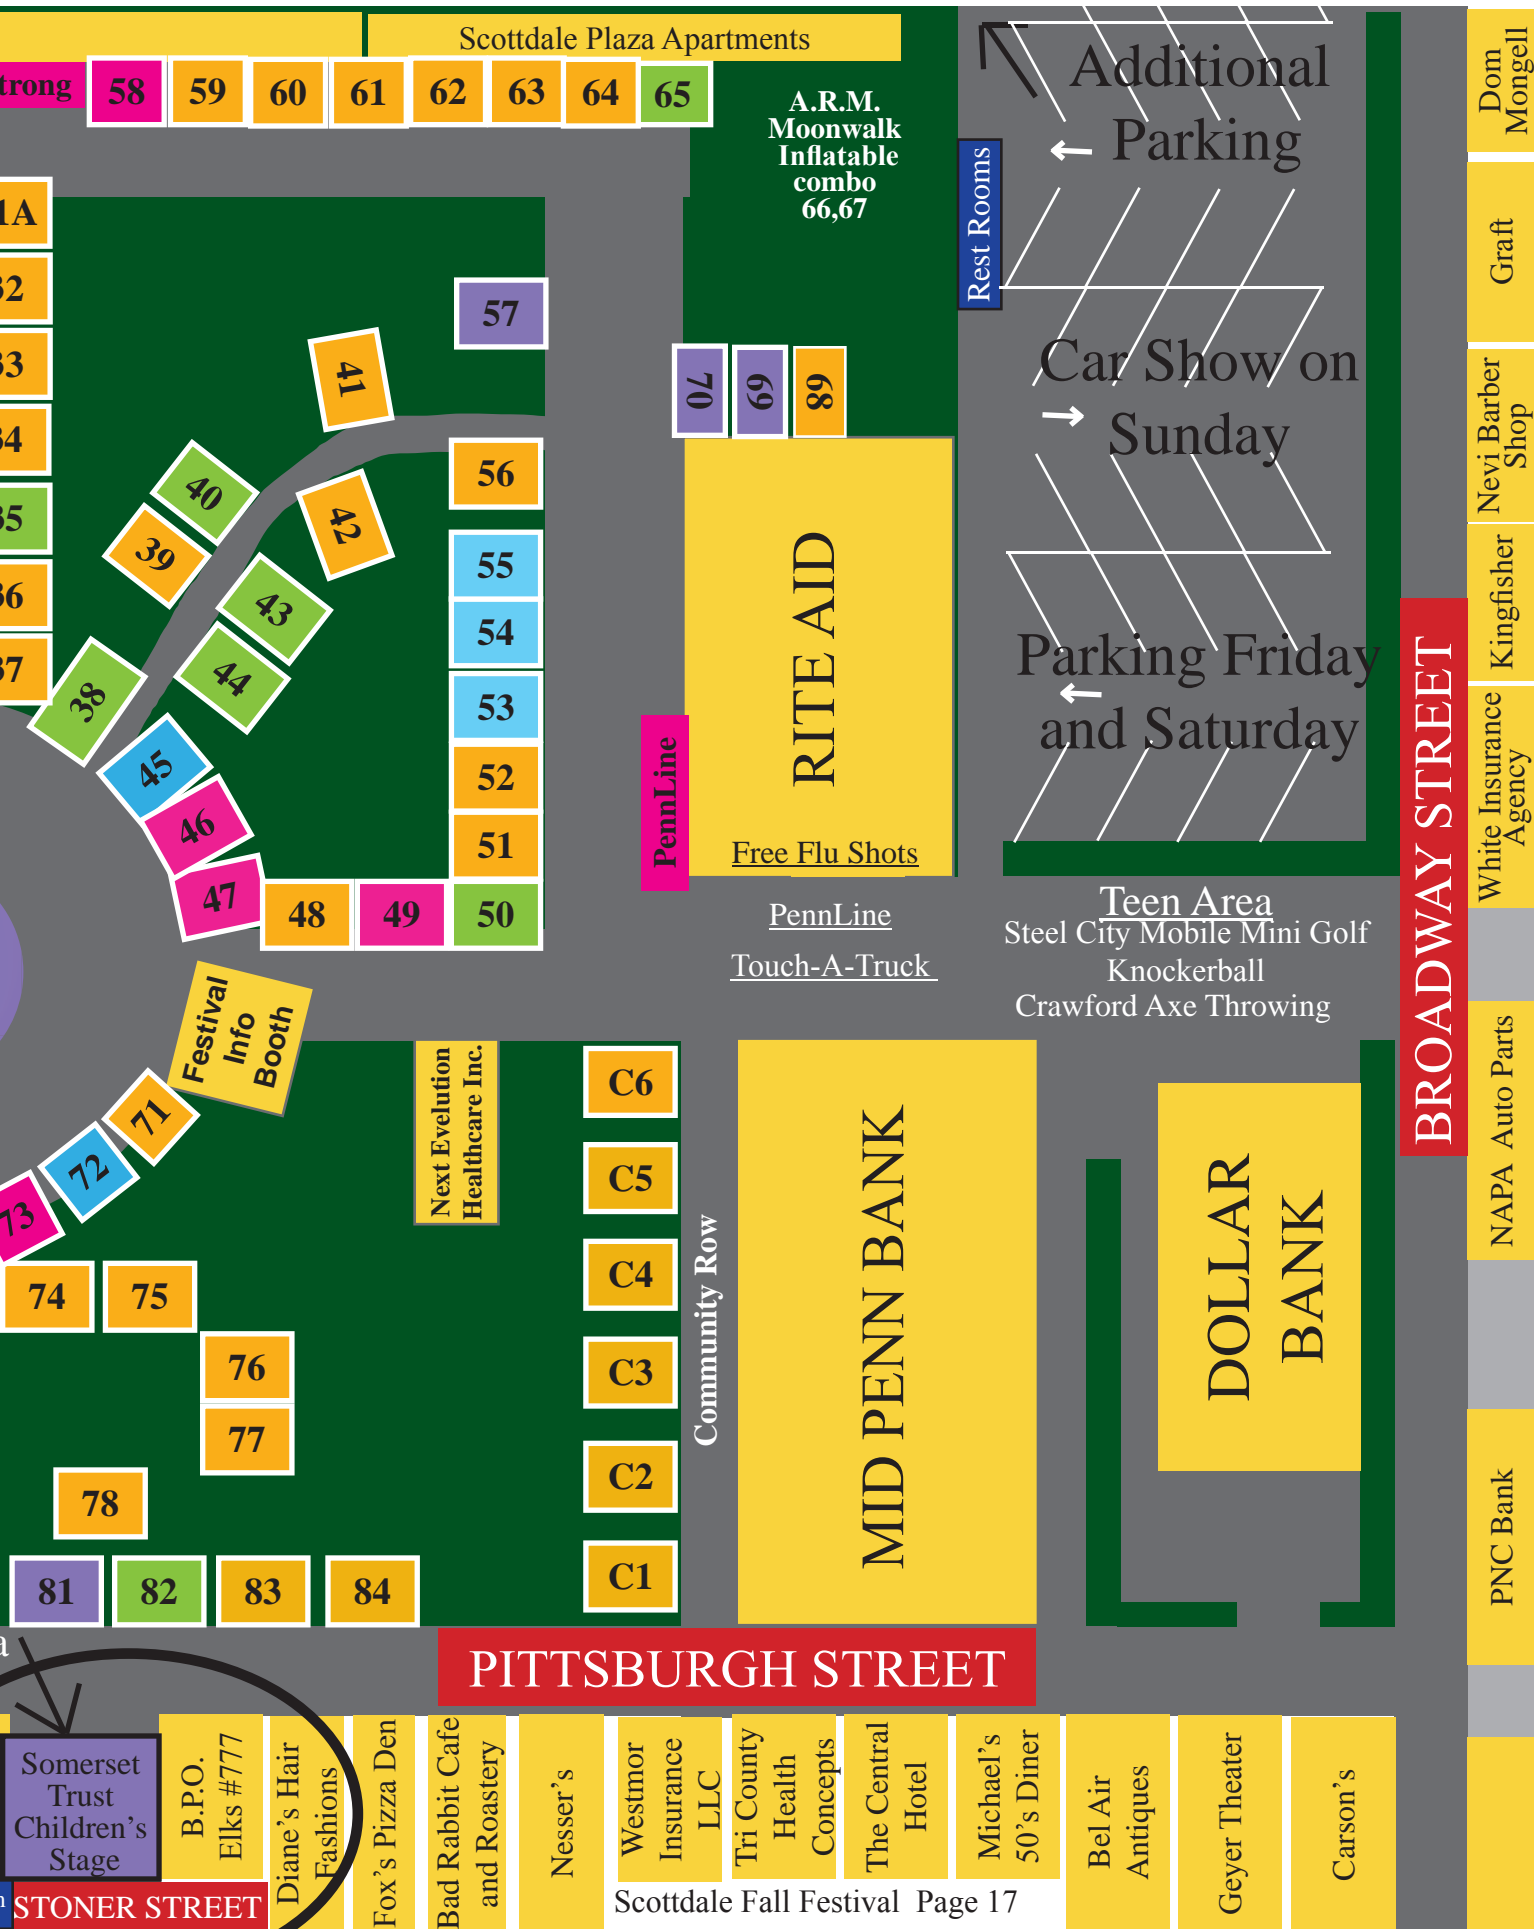 Scottdale Plaza Apartments
58
59
60
61
62
63
64
65
A.R.M.
Moonwalk
Inflatable
combo
66,67
Additional
Parking
Rest Rooms
Car Show on
Sunday
Parking Friday
and Saturday
Dom
Mongell
Graft
Nevi Barber
Shop
Kingfisher
White Insurance
Agency
NAPA Auto Parts
PNC Bank
BROADWAY STREET
1A
57
41
40
39
42
43
44
38
56
55
54
53
52
51
50
45
46
47
48
49
70
69
68
RITE AID
Free Flu Shots
PennLine
PennLine
Touch-A-Truck
Teen Area
Steel City Mobile Mini Golf
Knockerball
Crawford Axe Throwing
Festival
Info
Booth
71
72
73
74
75
76
77
78
81
82
83
84
Next Evelution
Healthcare Inc.
C6
C5
C4
C3
C2
C1
Community Row
MID PENN BANK
DOLLAR
BANK
PITTSBURGH STREET
Somerset
Trust
Children's
Stage
STONER STREET
B.P.O.
Elks #777
Diane's Hair
Fashions
Fox's Pizza Den
Bad Rabbit Cafe
and Roastery
Nesser's
Westmor
Insurance
LLC
Tri County
Health
Concepts
The Central
Hotel
Michael's
50's Diner
Bel Air
Antiques
Geyer Theater
Carson's
Scottdale Fall Festival Page 17